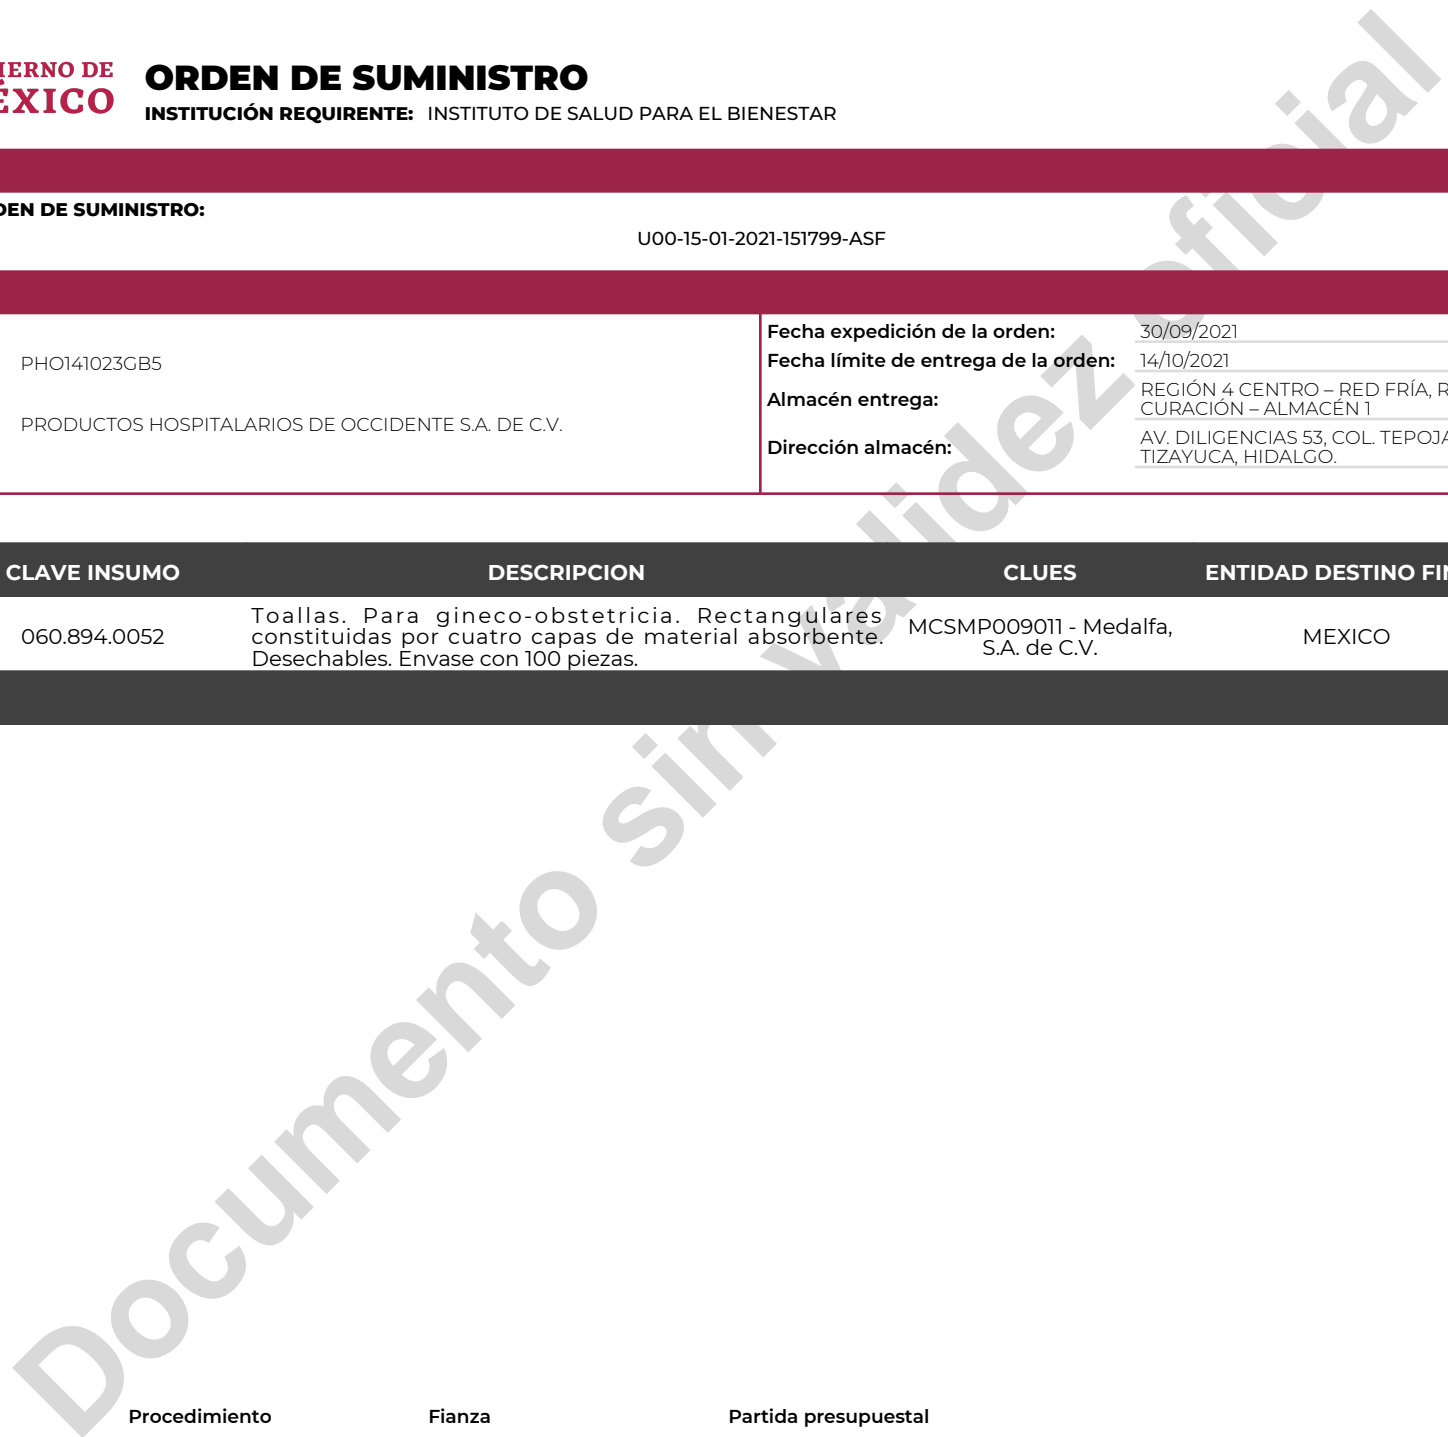 IERNO DE
ÉXICO
ORDEN DE SUMINISTRO
INSTITUCIÓN REQUIRENTE: INSTITUTO DE SALUD PARA EL BIENESTAR
DEN DE SUMINISTRO:
U00-15-01-2021-151799-ASF
PHO141023GB5
PRODUCTOS HOSPITALARIOS DE OCCIDENTE S.A. DE C.V.
Fecha expedición de la orden: 30/09/2021
Fecha límite de entrega de la orden: 14/10/2021
Almacén entrega: REGIÓN 4 CENTRO – RED FRÍA, R
CURACIÓN – ALMACÉN 1
Dirección almacén: AV. DILIGENCIAS 53, COL. TEPOJA
TIZAYUCA, HIDALGO.
CLAVE INSUMO DESCRIPCION CLUES ENTIDAD DESTINO FIN
060.894.0052
Toallas. Para gineco-obstetricia. Rectangulares
constituidas por cuatro capas de material absorbente.
Desechables. Envase con 100 piezas.
MCSMP009011 - Medalfa,
S.A. de C.V.
MEXICO
Documento sin validez oficial
Procedimiento Fianza Partida presupuestal